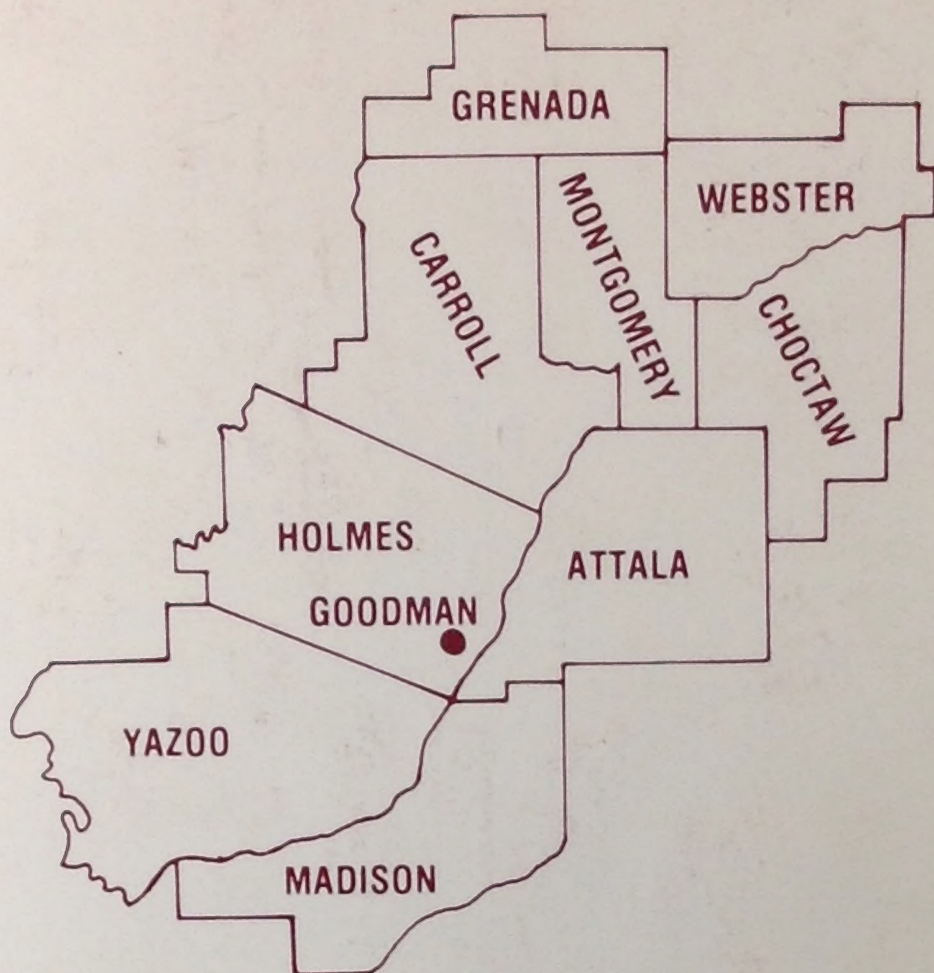 GRENADA
WEBSTER
MONTGOMERY
CARROLL
CHOCTAW
HOLMES
ATTALA
GOODMAN
YAZOO
MADISON